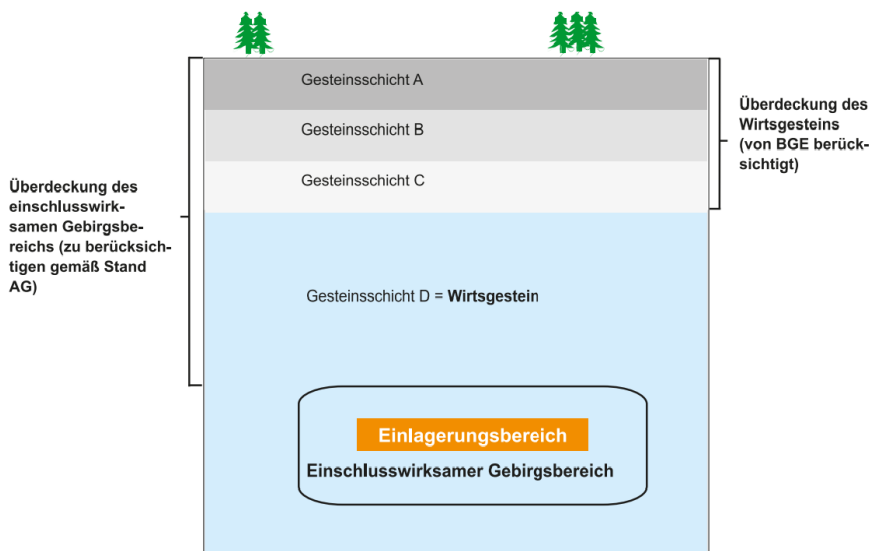 Gesteinsschicht A
Gesteinsschicht B
Gesteinsschicht C
Überdeckung des
Wirtsgesteins
(von BGE berück-
sichtigt)
Überdeckung des
einschlusswirk-
samen Gebirgsbe-
reichs (zu berücksich-
tigen gemäß Stand
AG)
Gesteinsschicht D = Wirtsgestein
Einlagerungsbereich
Einschlusswirksamer Gebirgsbereich